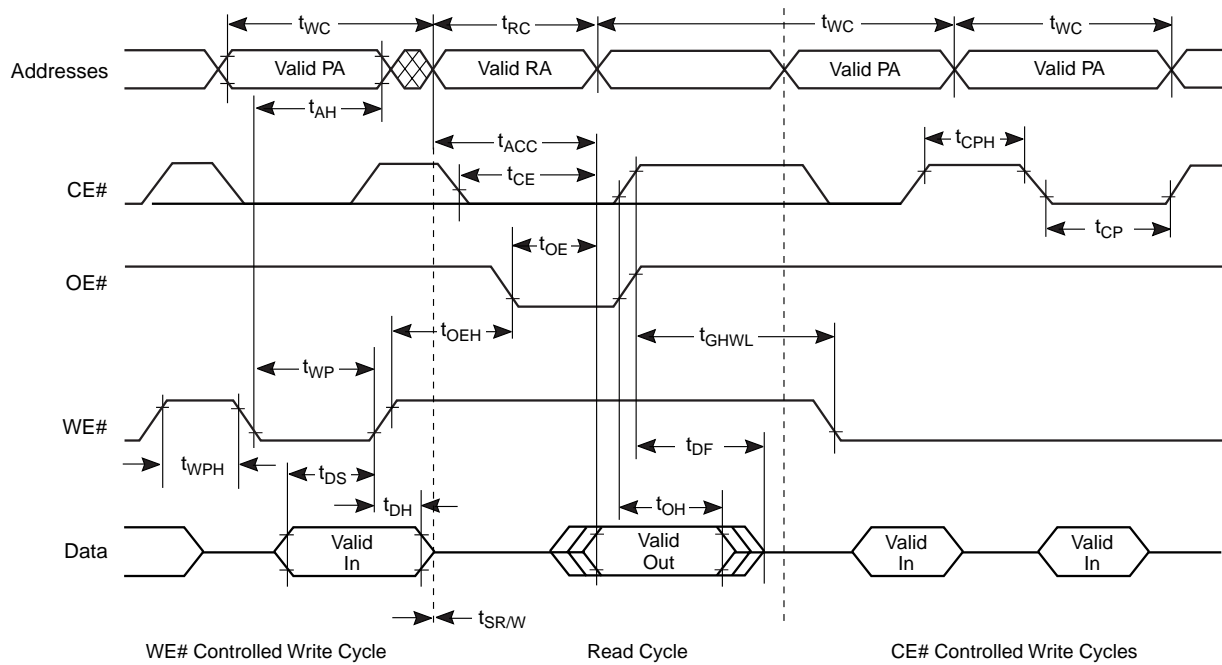 tWC tRC tWC tWC
Addresses Valid PA Valid RA Valid PA Valid PA
tAH
tACC tCPH
tCE
CE#
tCP
tOE
OE#
tOEH tGHWL
tWP
WE#
tWPH tDS tDF
tDH tOH
Data Valid In Valid Out Valid In Valid In
tSR/W
WE# Controlled Write Cycle Read Cycle CE# Controlled Write Cycles